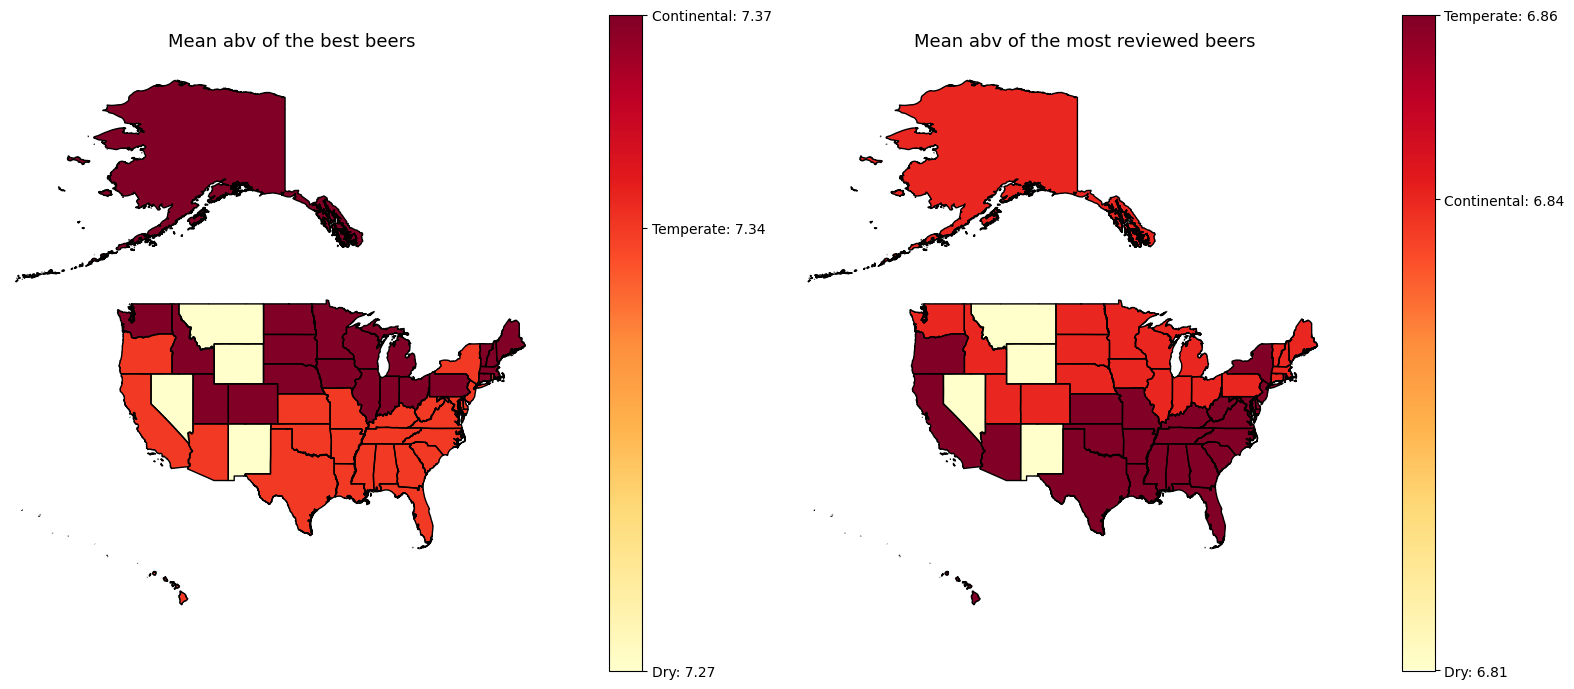 Mean abv of the best beers
Continental: 7.37
Temperate: 7.34
Dry: 7.27
Mean abv of the most reviewed beers
Temperate: 6.86
Continental: 6.84
Dry: 6.81